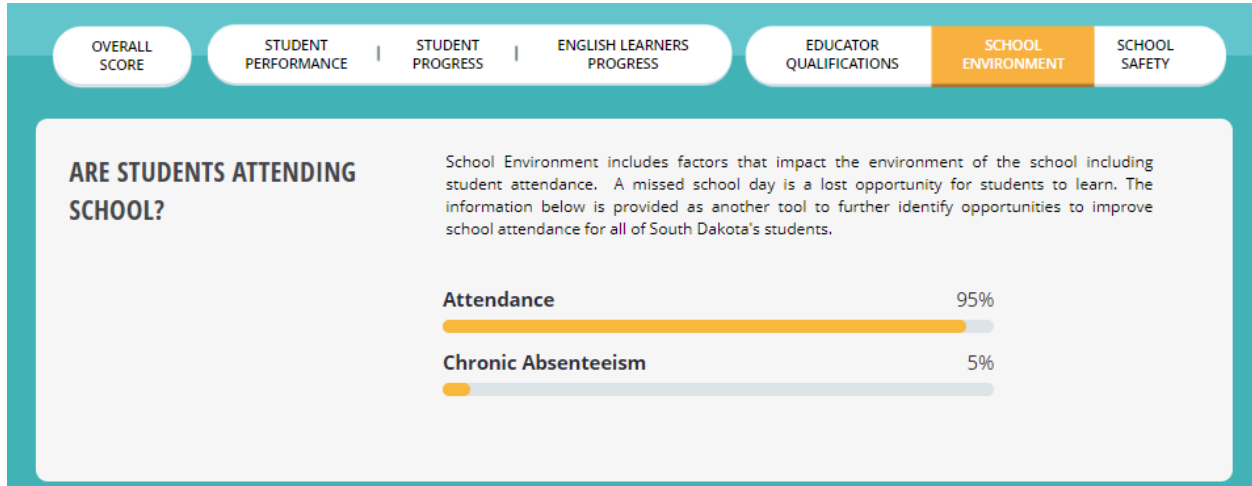 OVERALL
SCORE
STUDENT
PERFORMANCE
STUDENT
PROGRESS
ENGLISH LEARNERS
PROGRESS
EDUCATOR
QUALIFICATIONS
SCHOOL
ENVIRONMENT
SCHOOL
SAFETY
ARE STUDENTS ATTENDING
SCHOOL?
School Environment includes factors that impact the environment of the school including
student attendance. A missed school day is a lost opportunity for students to learn. The
information below is provided as another tool to further identify opportunities to improve
school attendance for all of South Dakota's students.
Attendance 95%
Chronic Absenteeism 5%